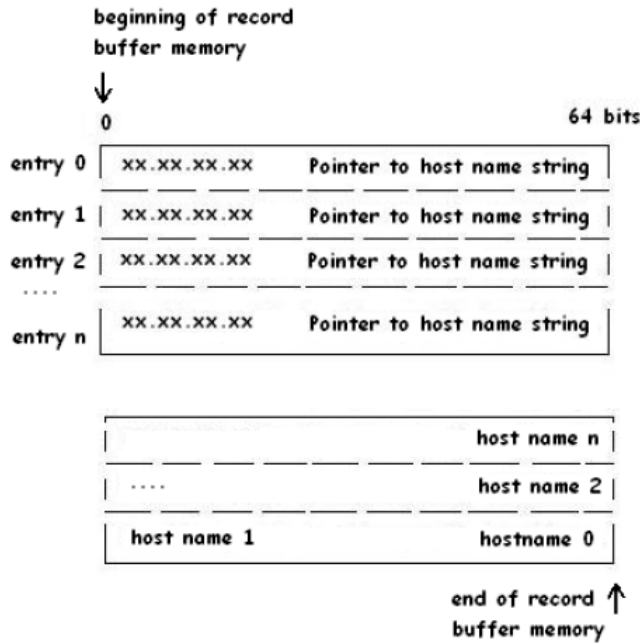 beginning of record
buffer memory
0 64 bits
entry 0 xx.xx.xx.xx Pointer to host name string
entry 1 xx.xx.xx.xx Pointer to host name string
entry 2 xx.xx.xx.xx Pointer to host name string
....
entry n xx.xx.xx.xx Pointer to host name string
host name n
.... host name 2
host name 1 hostname 0
end of record
buffer memory